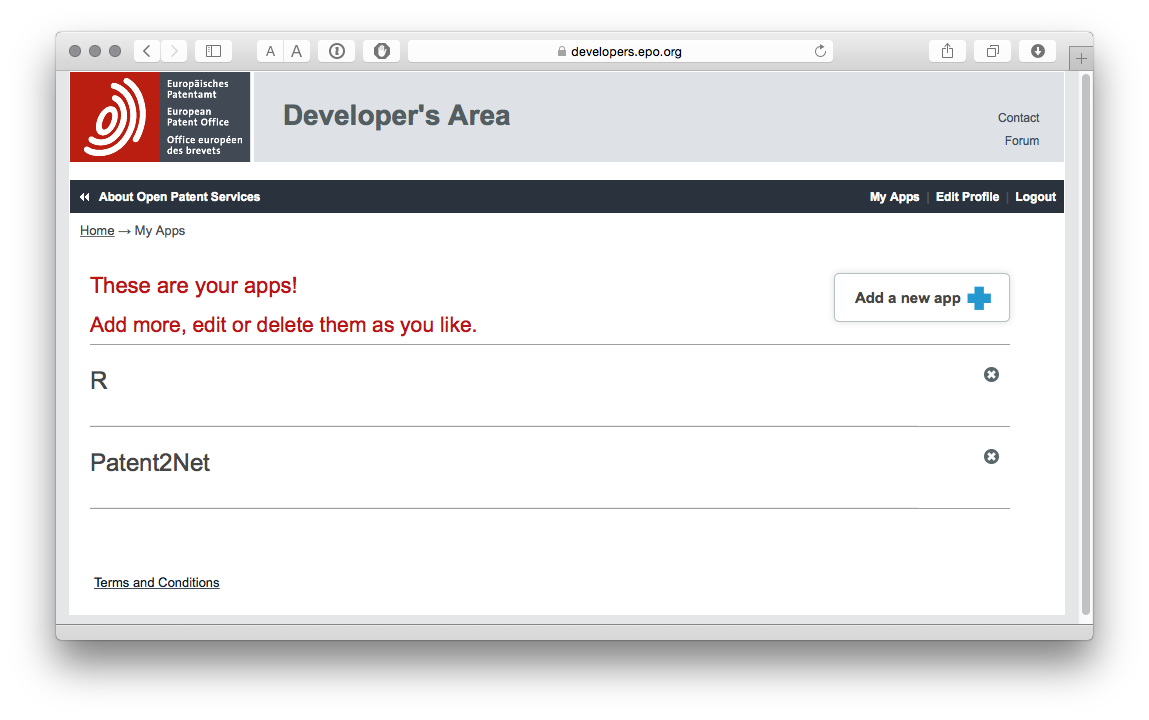 A A
developers.epo.org
Europäisches
Patentamt
European
Patent Office
Office européen
des brevets
Developer's Area
Contact
Forum
About Open Patent Services
My Apps | Edit Profile | Logout
Home → My Apps
These are your apps!
Add a new app
Add more, edit or delete them as you like.
R
Patent2Net
Terms and Conditions